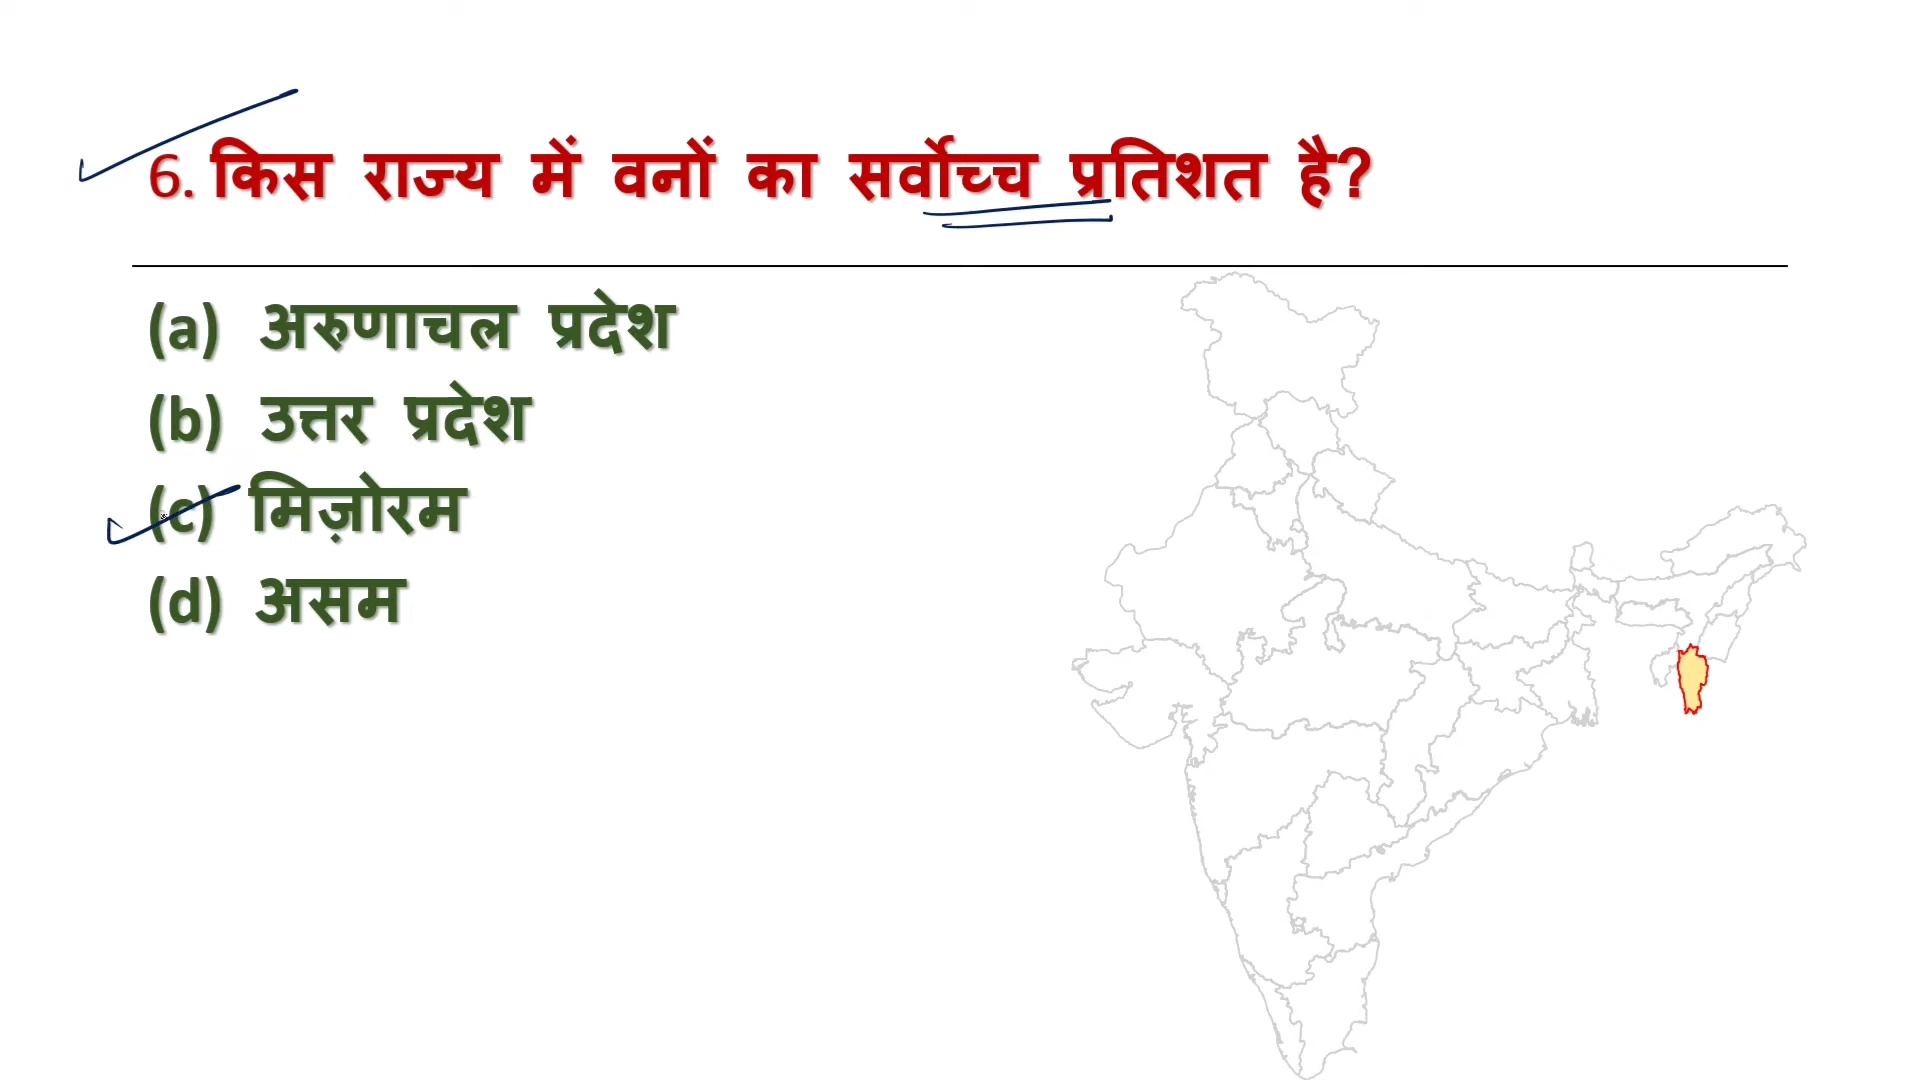 6. किस राज्य में वनों का सर्वोच्च प्रतिशत है?
(a) अरुणाचल प्रदेश
(b) उत्तर प्रदेश
(c) मिज़ोरम
(d) असम